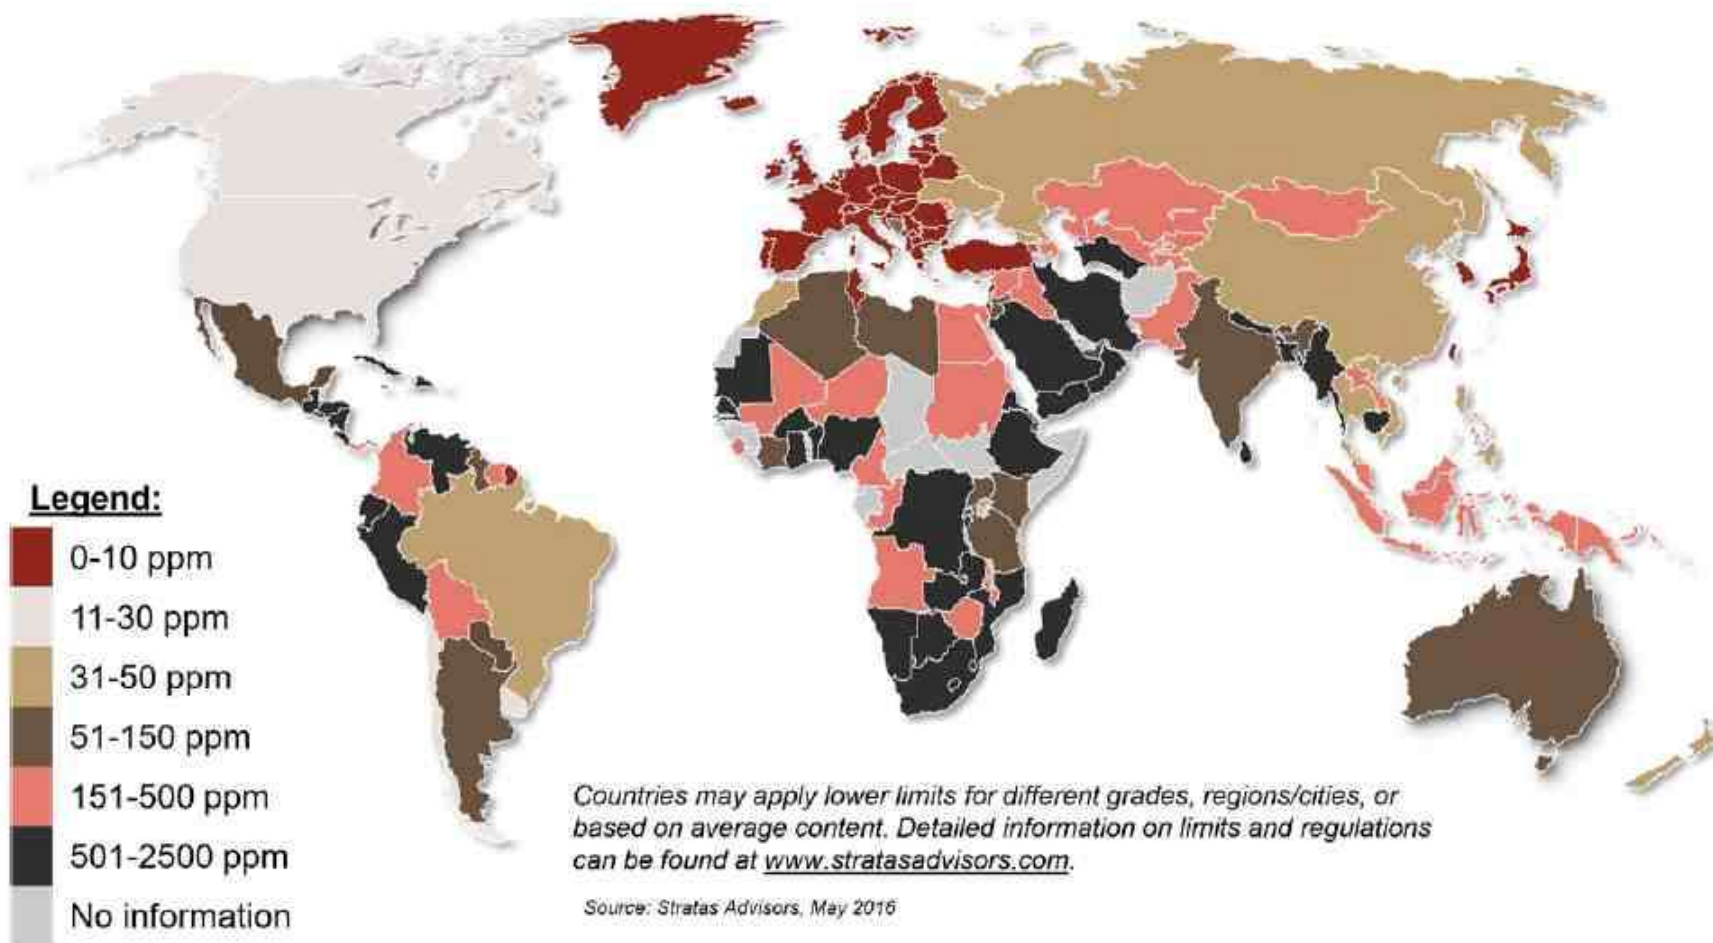 Legend:
0-10 ppm
11-30 ppm
31-50 ppm
51-150 ppm
151-500 ppm
501-2500 ppm
No information
Countries may apply lower limits for different grades, regions/cities, or
based on average content. Detailed information on limits and regulations
can be found at www.stratasadvisors.com.
Source: Stratas Advisors, May 2016